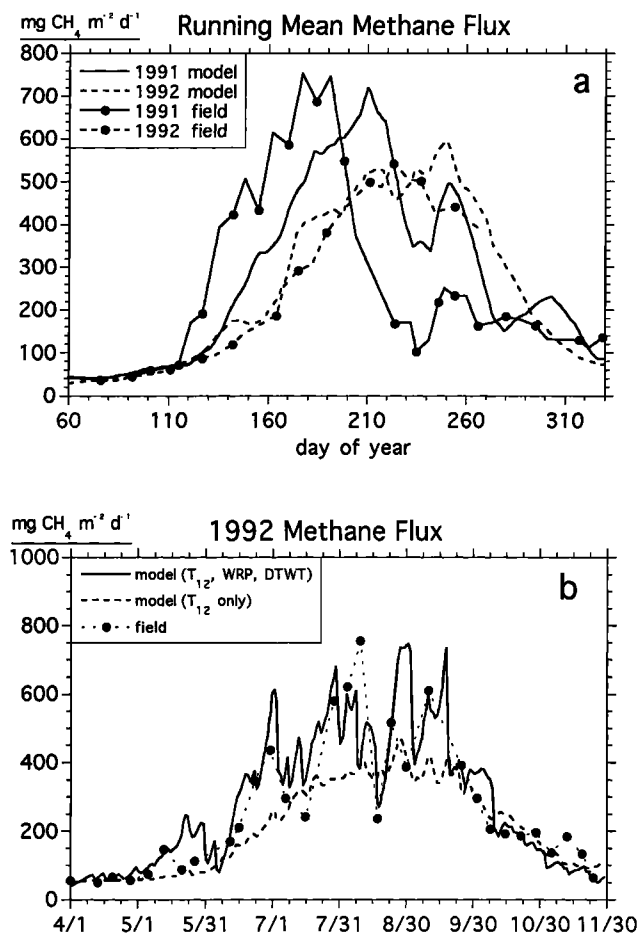 mg CH₄ m⁻² d⁻¹ Running Mean Methane Flux
800
700
600
500
400
300
200
100
0
1991 model
1992 model
1991 field
1992 field
a
60 110 160 210 260 310
day of year
mg CH₄ m⁻² d⁻¹ 1992 Methane Flux
1000
800
600
400
200
0
model (T₁₂, WRP, DTWT)
model (T₁₂ only)
field
b
4/1 5/1 5/31 7/1 7/31 8/30 9/30 10/30 11/30